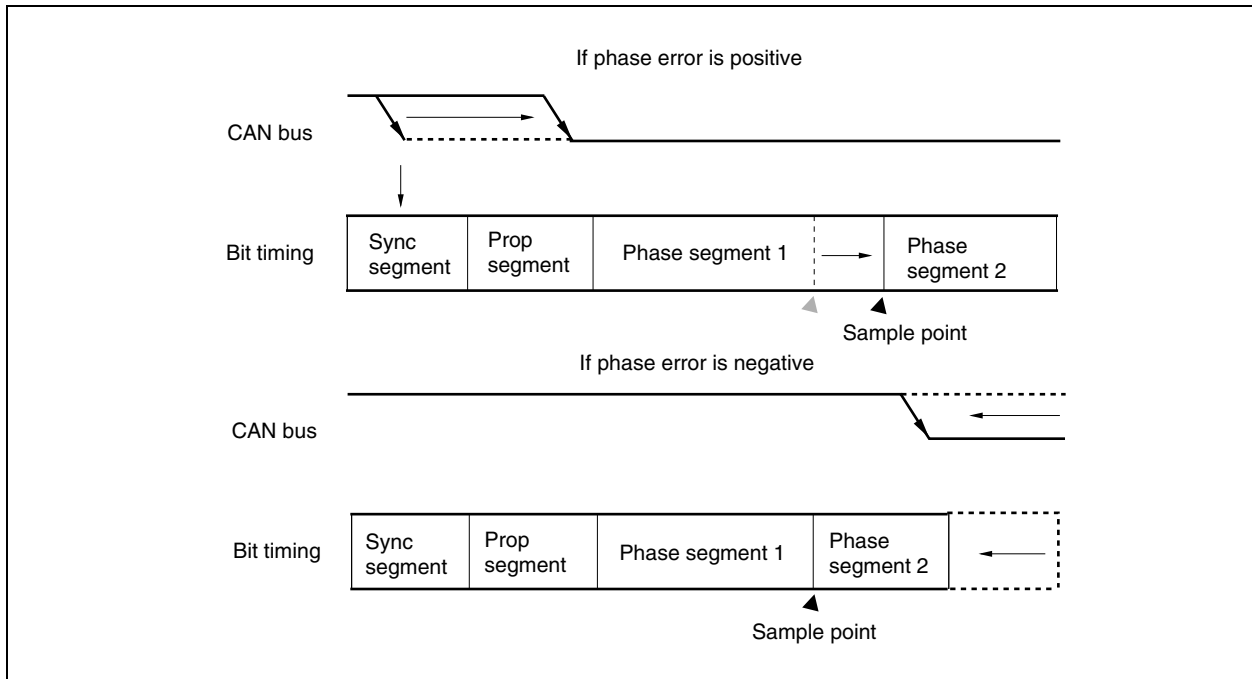 If phase error is positive
CAN bus
Bit timing
Sync
segment
Prop
segment
Phase segment 1
Phase
segment 2
Sample point
If phase error is negative
CAN bus
Bit timing
Sync
segment
Prop
segment
Phase segment 1
Phase
segment 2
Sample point